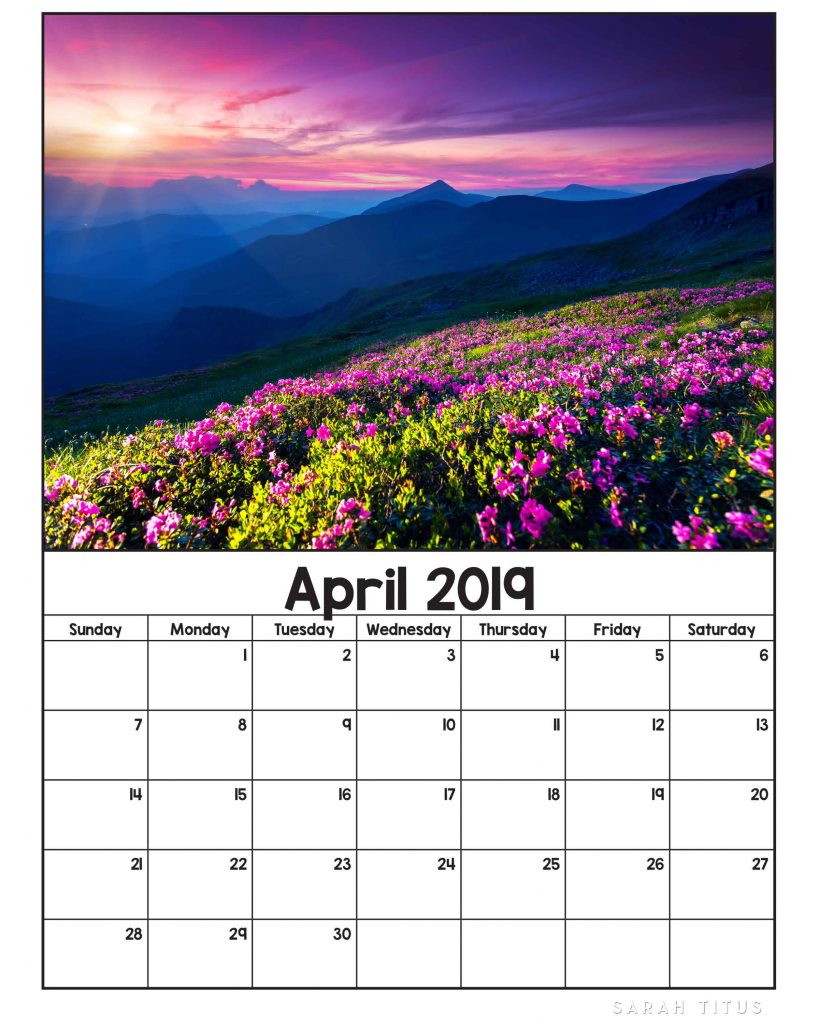 April 2019
Sunday Monday Tuesday Wednesday Thursday Friday Saturday
1 2 3 4 5 6
7 8 9 10 11 12 13
14 15 16 17 18 19 20
21 22 23 24 25 26 27
28 29 30
SARAH TITUS